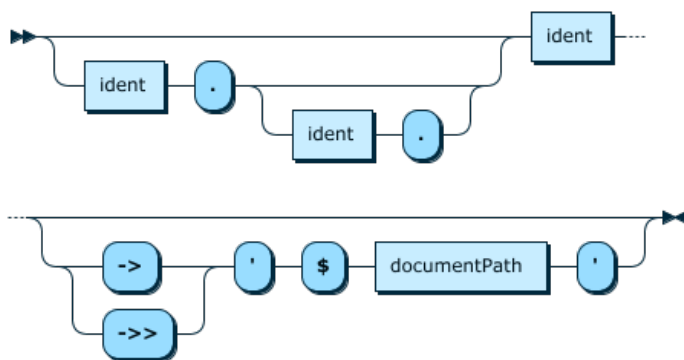 ident
ident .
ident .
-> ' $ documentPath '
->>